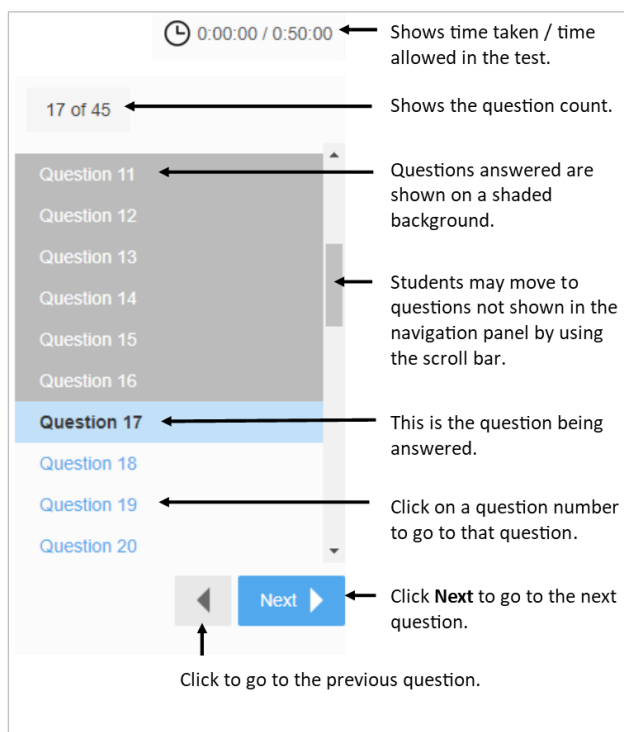 0:00:00 / 0:50:00
Shows time taken / time
allowed in the test.
17 of 45
Shows the question count.
Question 11
Questions answered are
shown on a shaded
background.
Question 12
Question 13
Question 14
Students may move to
questions not shown in the
navigation panel by using
the scroll bar.
Question 15
Question 16
Question 17
This is the question being
answered.
Question 18
Question 19
Click on a question number
to go to that question.
Question 20
Next
Click Next to go to the next
question.
Click to go to the previous question.